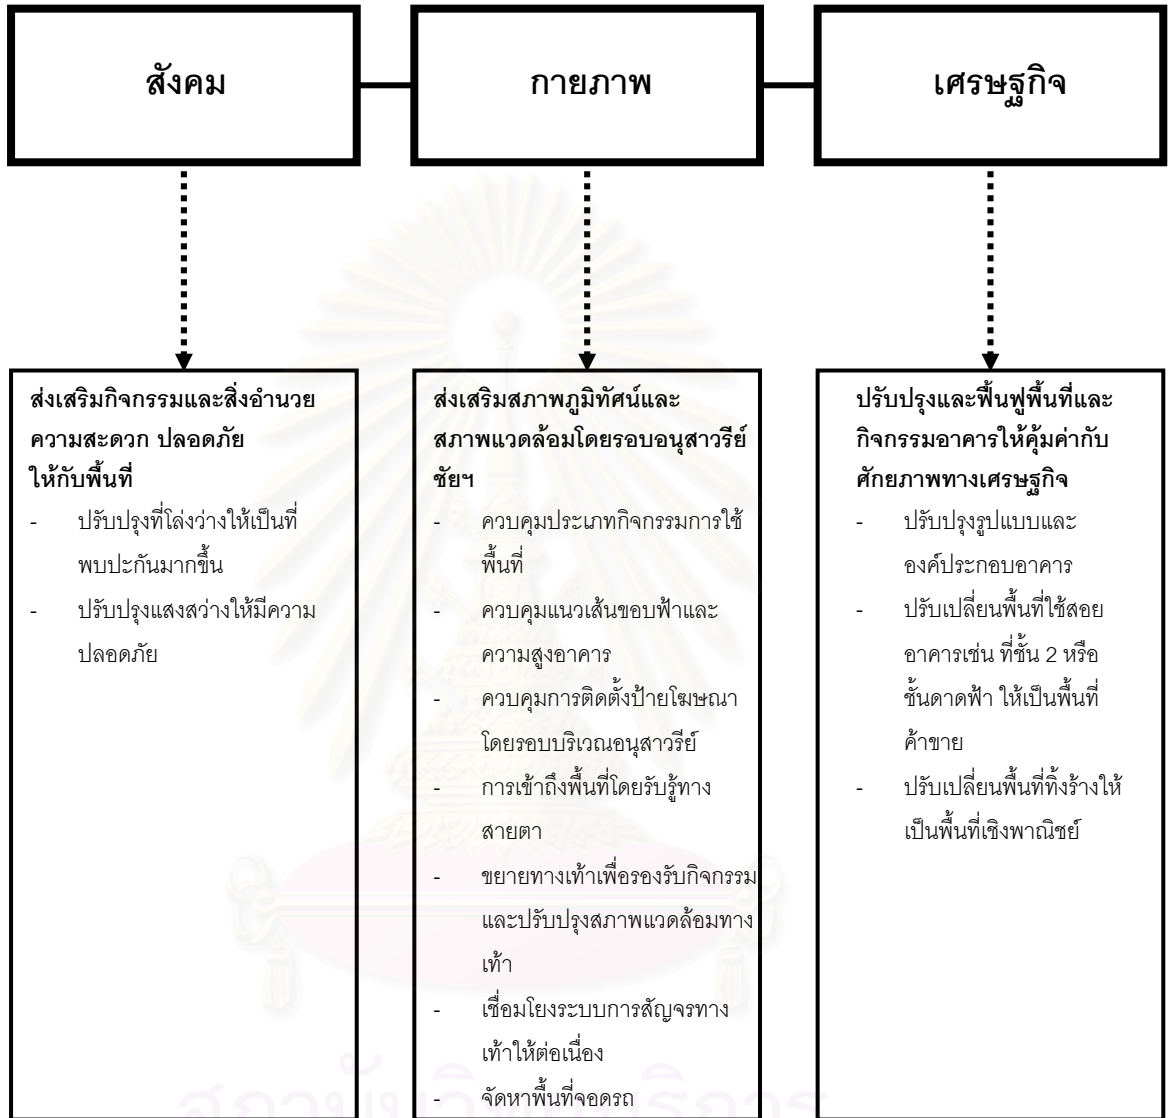 สังคม
กายภาพ
เศรษฐกิจ
ส่งเสริมกิจกรรมและสิ่งอำนวย
ความสะดวก ปลอดภัย
ให้กับพื้นที่
- ปรับปรุงที่โล่งว่างให้เป็นที่
พบปะกันมากขึ้น
- ปรับปรุงแสงสว่างให้มีความ
ปลอดภัย
ส่งเสริมสภาพภูมิทัศน์และ
สภาพแวดล้อมโดยรอบอนุสาวรีย์
ชัยฯ
- ควบคุมประเภทกิจกรรมการใช้
พื้นที่
- ควบคุมแนวเส้นขอบฟ้าและ
ความสูงอาคาร
- ควบคุมการติดตั้งป้ายโฆษณา
โดยรอบบริเวณอนุสาวรีย์
- การเข้าถึงพื้นที่โดยรับรู้ทาง
สายตา
- ขยายทางเท้าเพื่อรองรับกิจกรรม
และปรับปรุงสภาพแวดล้อมทาง
เท้า
- เชื่อมโยงระบบการสัญจรทาง
เท้าให้ต่อเนื่อง
- จัดหาพื้นที่จอดรถ
ปรับปรุงและฟื้นฟูพื้นที่และ
กิจกรรมอาคารให้คุ้มค่ากับ
ศักยภาพทางเศรษฐกิจ
- ปรับปรุงรูปแบบและ
องค์ประกอบอาคาร
- ปรับเปลี่ยนพื้นที่ใช้สอย
อาคารเช่น ที่ชั้น 2 หรือ
ชั้นดาดฟ้า ให้เป็นพื้นที่
ค้าขาย
- ปรับเปลี่ยนพื้นที่ทิ้งร้างให้
เป็นพื้นที่เชิงพาณิชย์
สถาบันวิทยบริการ